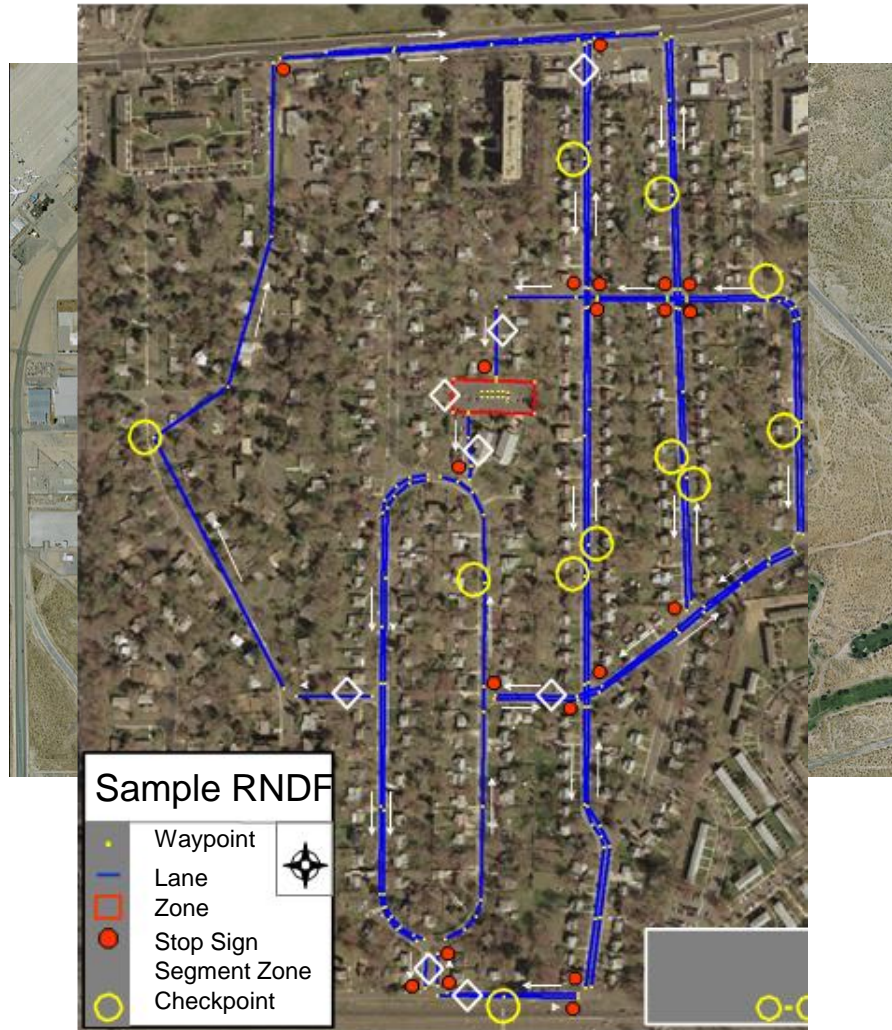 Sample RNDF
Waypoint
Lane
Zone
Stop Sign
Segment Zone
Checkpoint